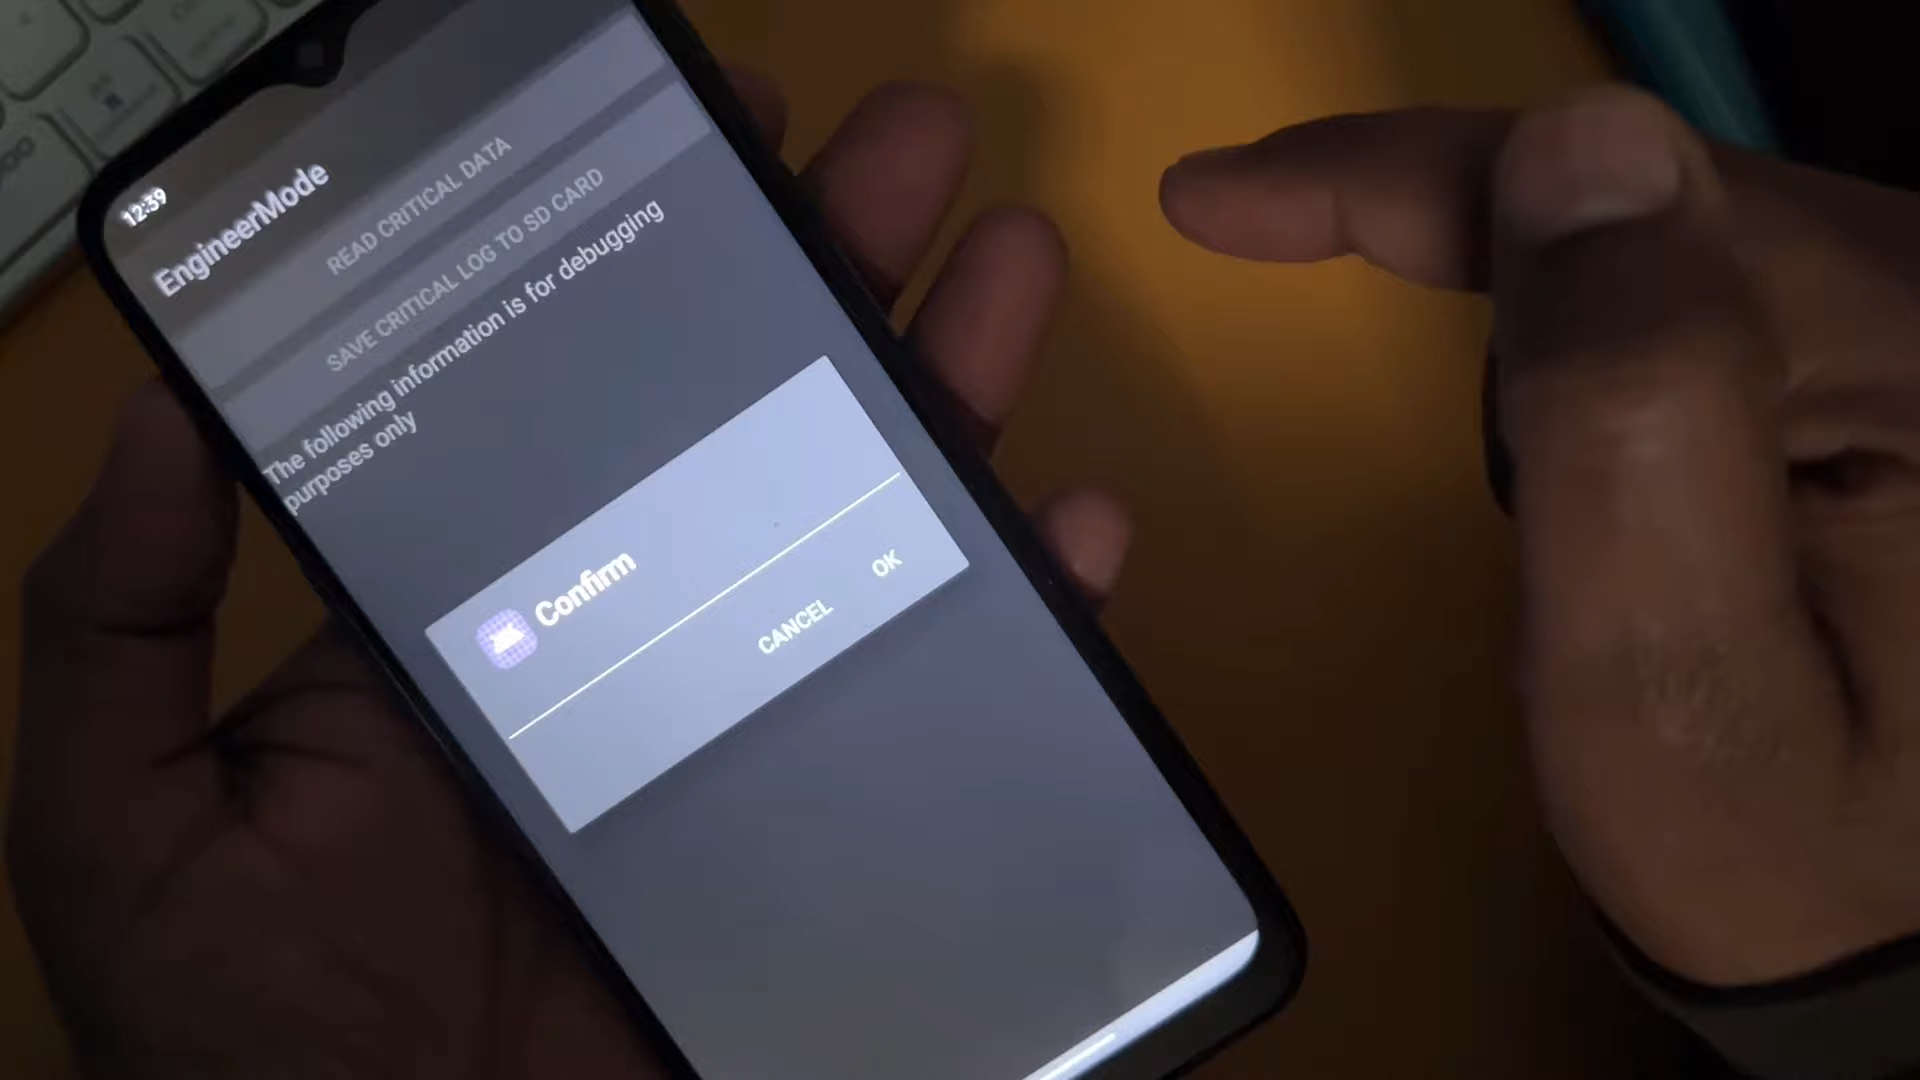 12:39
EngineerMode
READ CRITICAL DATA
SAVE CRITICAL LOG TO SD CARD
The following information is for debugging
purposes only
Confirm
CANCEL
OK